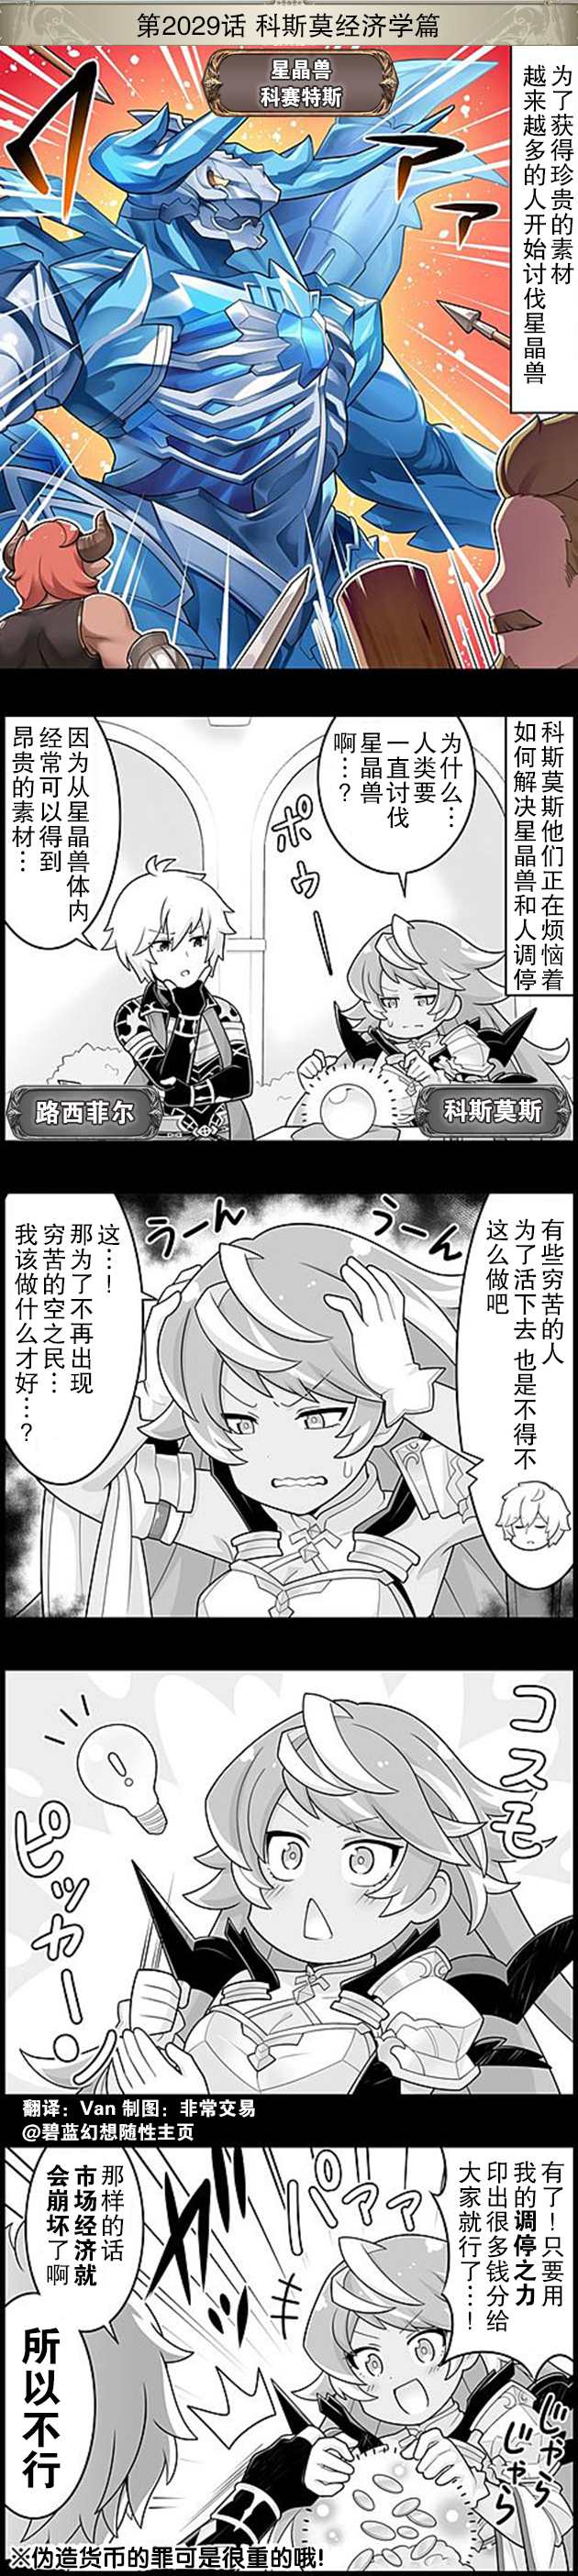 第2029话 科斯莫经济学篇
星晶兽
科赛特斯
为了获得珍贵的素材
越来越多的人开始讨伐星晶兽
科斯莫斯他们正在烦恼着
如何解决星晶兽和人调停
为什么…
人类要
一直讨伐
星晶兽
啊…?
ポゥー
因为从星晶兽体内
经常可以得到
昂贵的素材…
路西菲尔
科斯莫斯
有些穷苦的人
为了活下去 也是不得不
这么做吧
うーん
うーん
这…!
那为了不再出现
穷苦的空之民…
我该做什么才好…?
コスモ
ピッカーン
翻译：Van 制图：非常交易
@碧蓝幻想随性主页
有了!只要用
我的调停之力
印出很多钱分给
大家就行了…!
パアァァ
那样的话
市场经济就
会崩坏了啊
所以不行
じゃら
じゃら
※伪造货币的罪可是很重的哦!